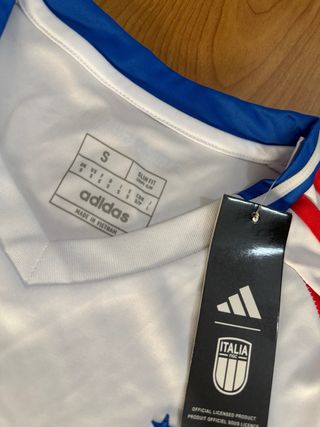 S
SLIM FIT
adidas
MADE IN VIETNAM
ITALIA
FIGC
OFFICIAL LICENSED PRODUCT
PRODUIT OFFICIEL SOUS LICENCE